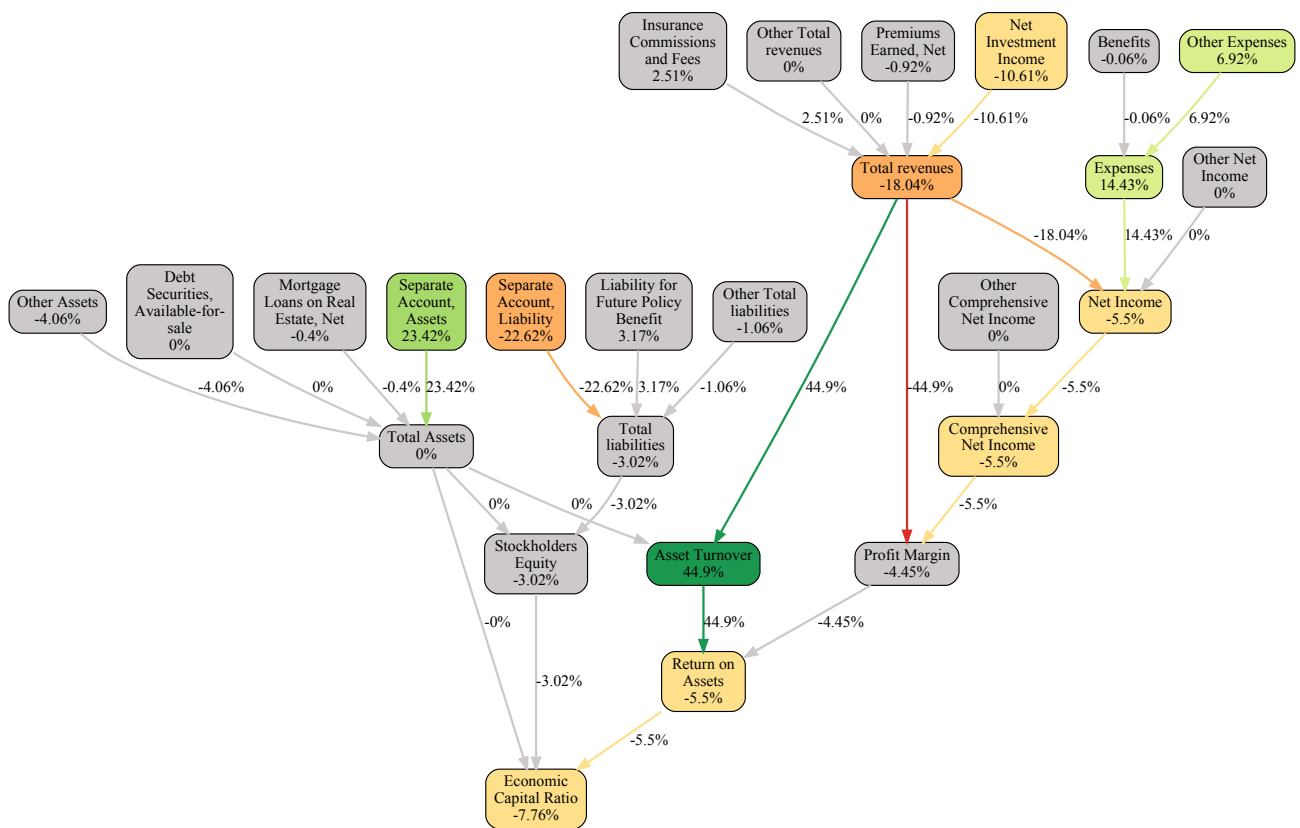 Insurance
Commissions
and Fees
2.51%
Other Total
revenues
0%
Premiums
Earned, Net
-0.92%
Net
Investment
Income
-10.61%
Benefits
-0.06%
Other Expenses
6.92%
2.51%
0%
-0.92%
-10.61%
-0.06%
6.92%
Total revenues
-18.04%
Expenses
14.43%
Other Net
Income
0%
-18.04%
14.43%
0%
Other Assets
-4.06%
Debt
Securities,
Available-for-
sale
0%
Mortgage
Loans on Real
Estate, Net
-0.4%
Separate
Account,
Assets
23.42%
Separate
Account,
Liability
-22.62%
Liability for
Future Policy
Benefit
3.17%
Other Total
liabilities
-1.06%
Other
Comprehensive
Net Income
0%
Net Income
-5.5%
-4.06%
0%
-0.4%
23.42%
-22.62%
3.17%
-1.06%
44.9%
-44.9%
0%
-5.5%
Total Assets
0%
Total
liabilities
-3.02%
Comprehensive
Net Income
-5.5%
0%
0%
-3.02%
-5.5%
Stockholders
Equity
-3.02%
Asset Turnover
44.9%
Profit Margin
-4.45%
-0%
44.9%
-4.45%
-3.02%
Return on
Assets
-5.5%
-5.5%
Economic
Capital Ratio
-7.76%